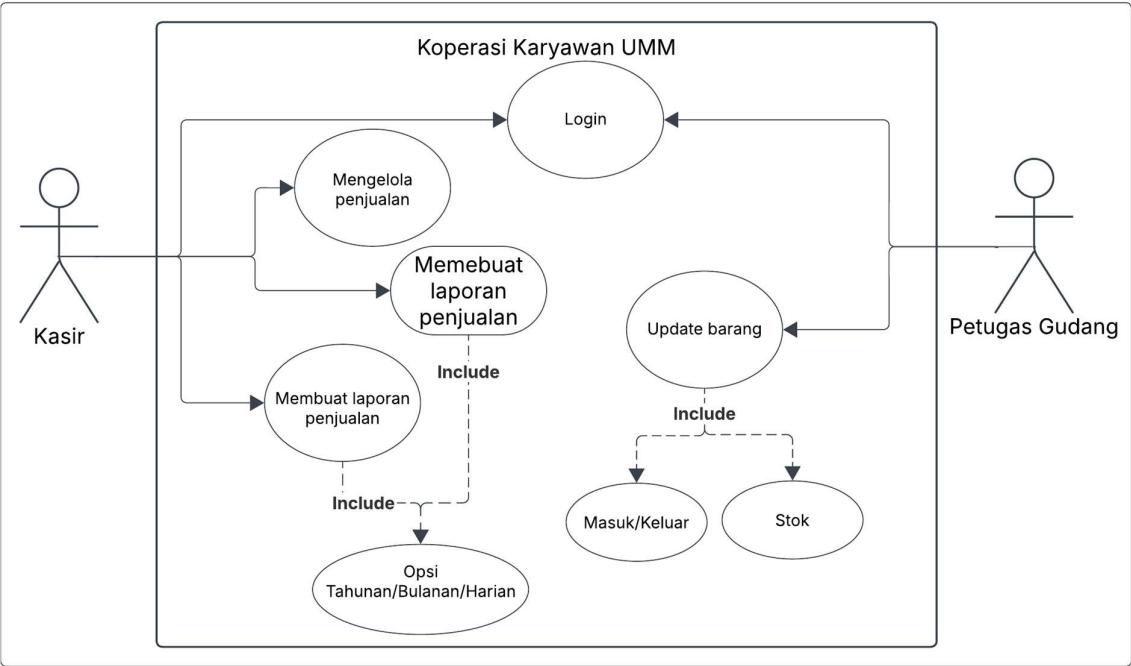 Koperasi Karyawan UMM
Login
Mengelola
penjualan
Memebuat
laporan
penjualan
Kasir
Update barang
Petugas Gudang
Include
Membuat laporan
penjualan
Include
Include
Masuk/Keluar
Stok
Opsi
Tahunan/Bulanan/Harian